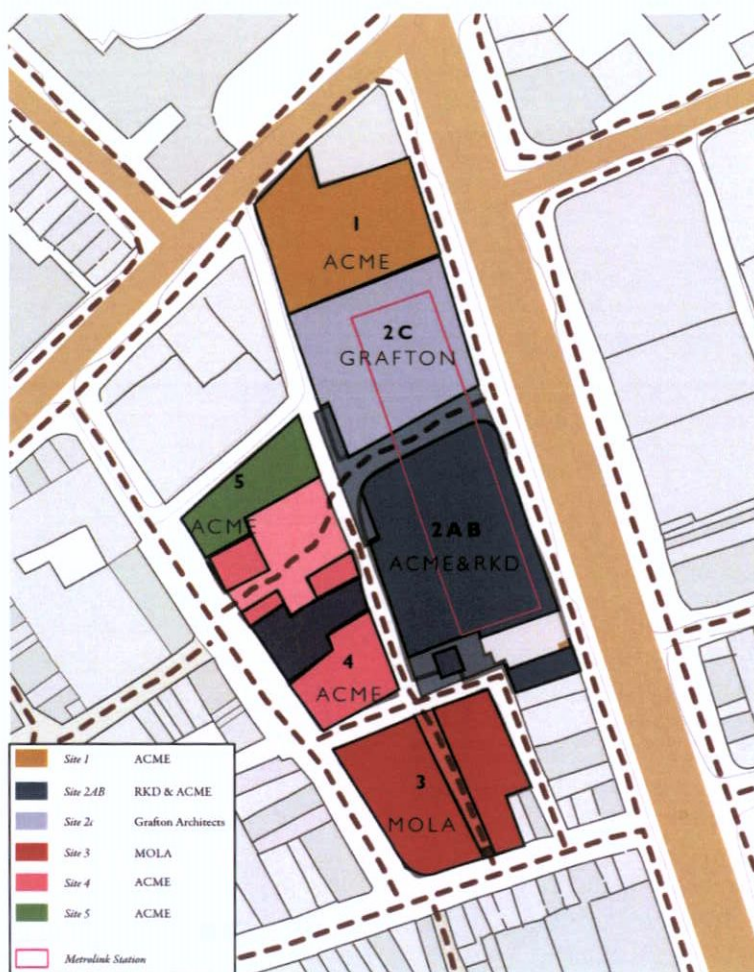 1
ACME
2C
GRAFTON
5
ACME
2AB
ACME&RKD
4
ACME
3
MOLA
Site 1 ACME
Site 2AB RKD & ACME
Site 2c Grafton Architects
Site 3 MOLA
Site 4 ACME
Site 5 ACME
Metrolink Station